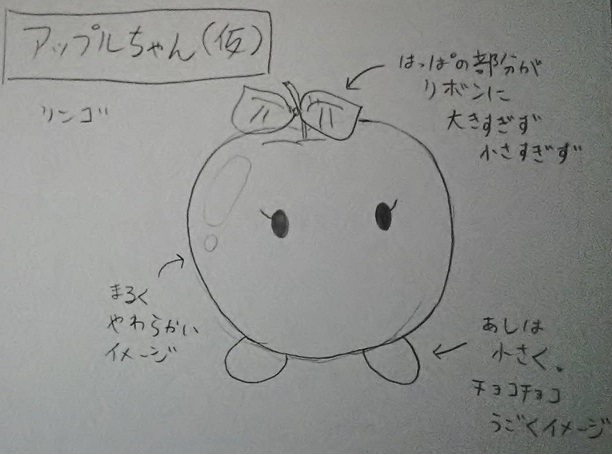 アップルちゃん(仮)
リンゴ
はっぱの部分が
リボンに
大きすぎず
小さすぎず
まるく
やわらかい
イメージ
あしは
小さく。
チョコチョコ
うごくイメージ